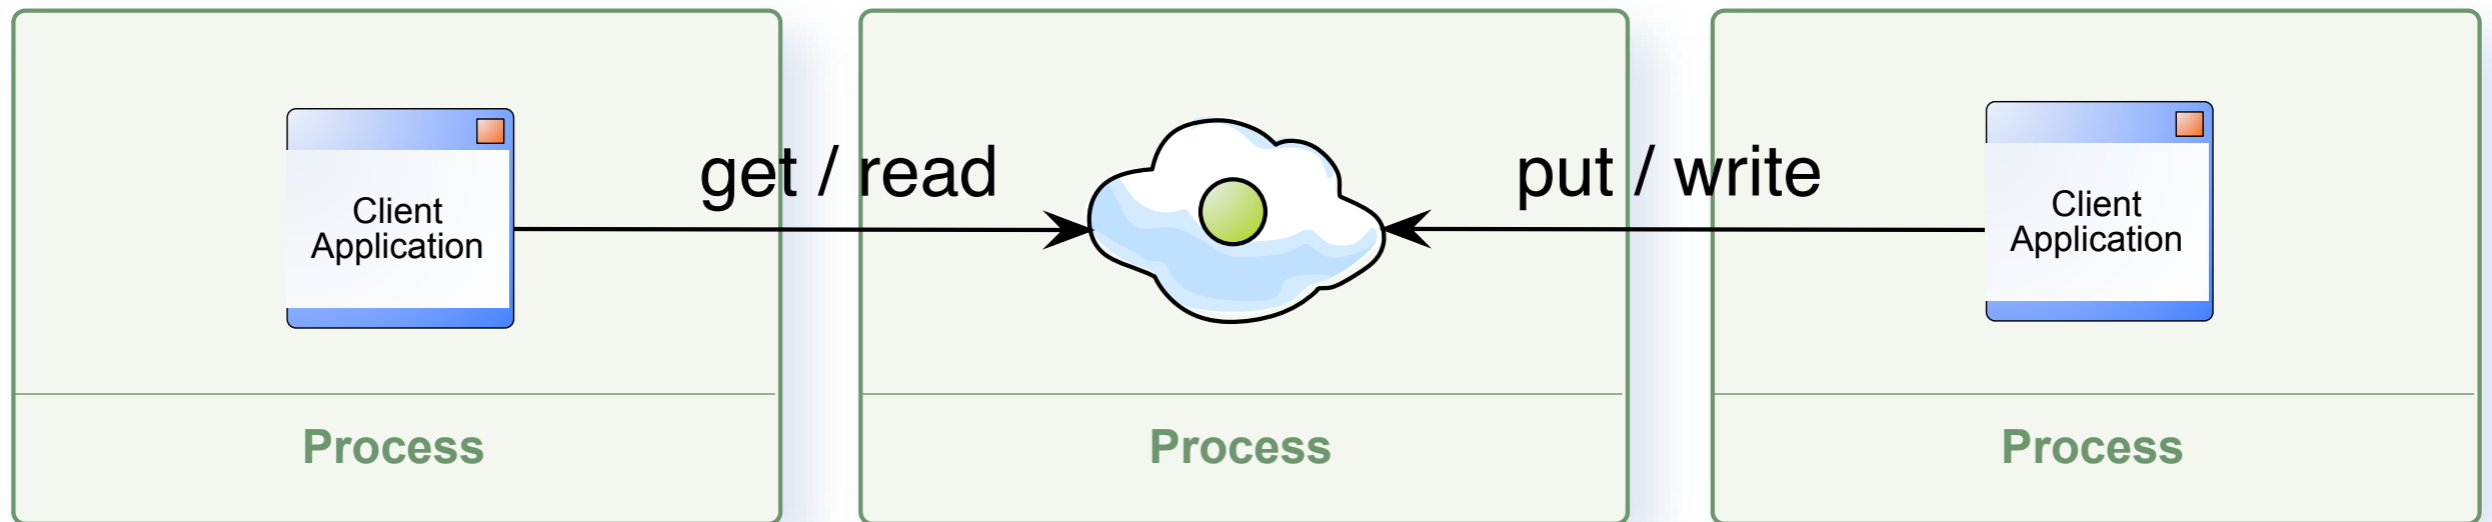 Client
Application
get / read
put / write
Client
Application
Process
Process
Process